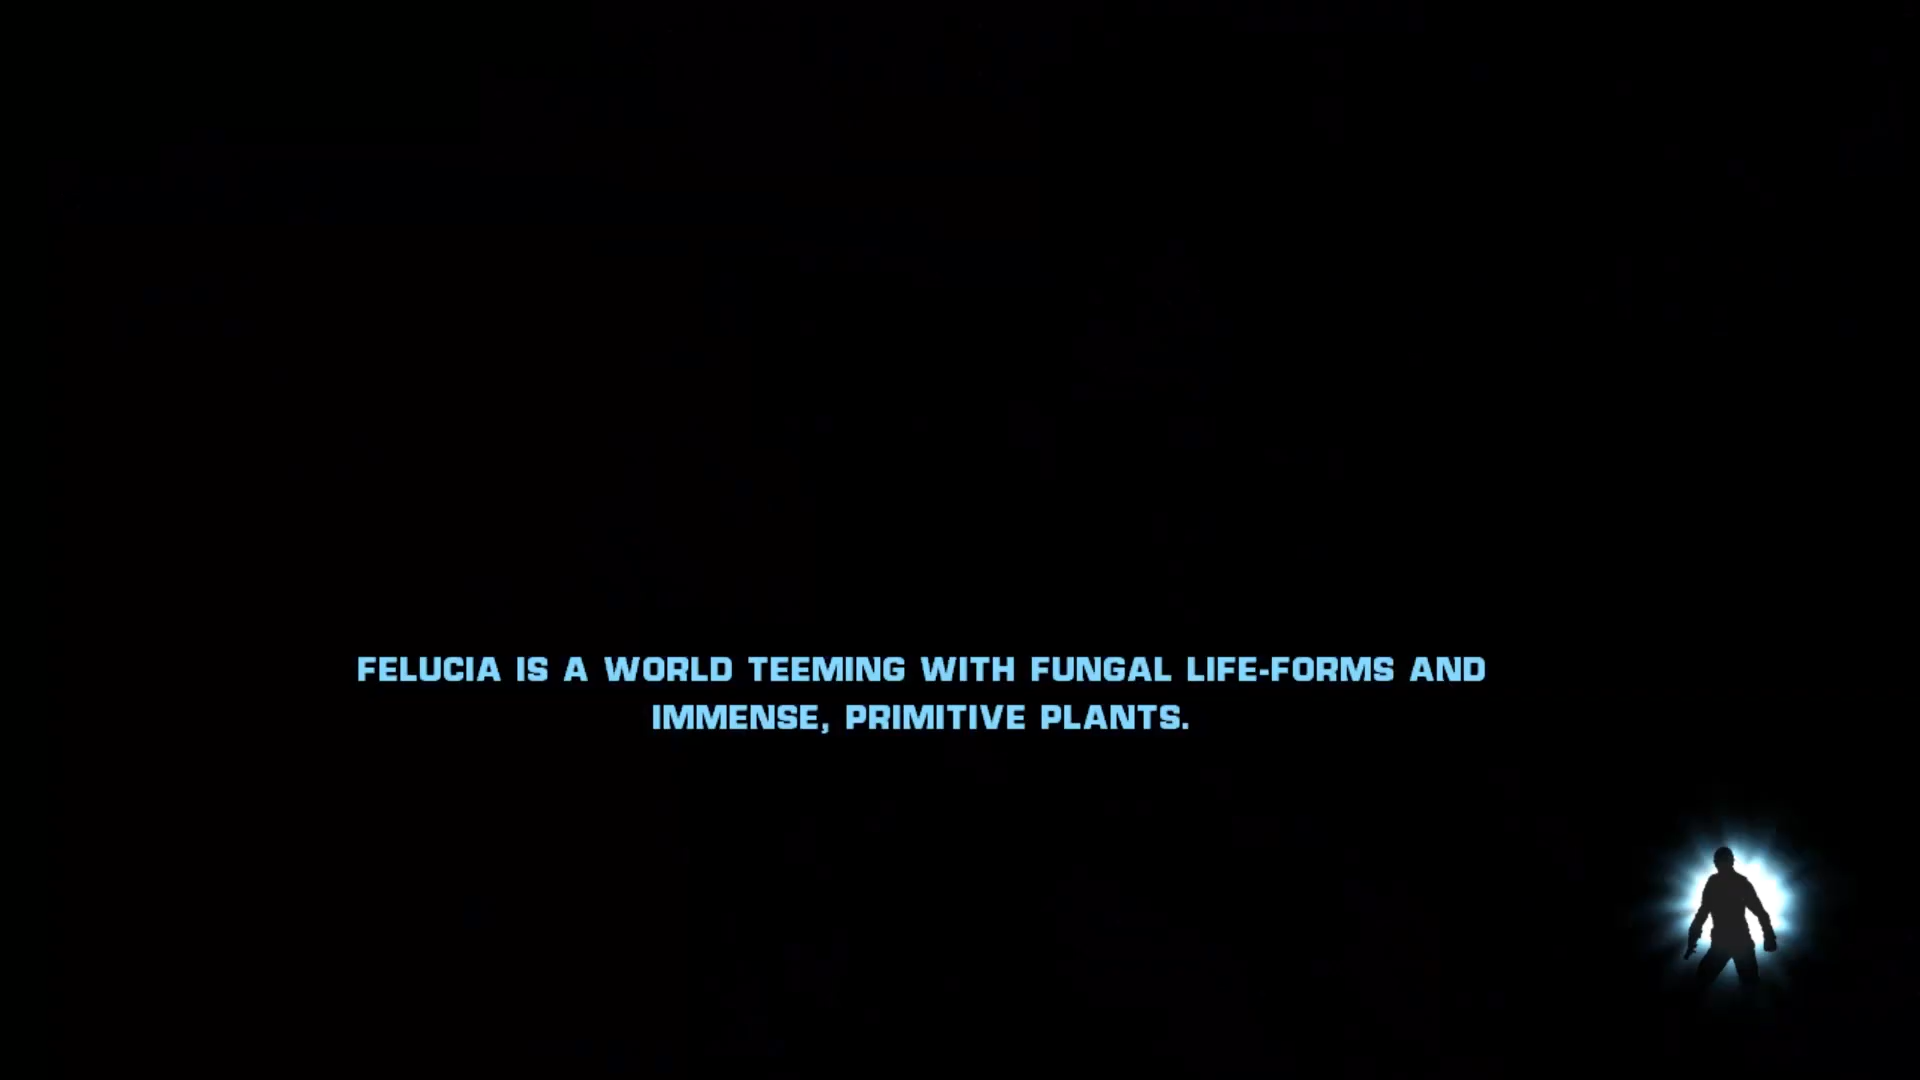 FELUCIA IS A WORLD TEEMING WITH FUNGAL LIFE-FORMS AND
IMMENSE, PRIMITIVE PLANTS.